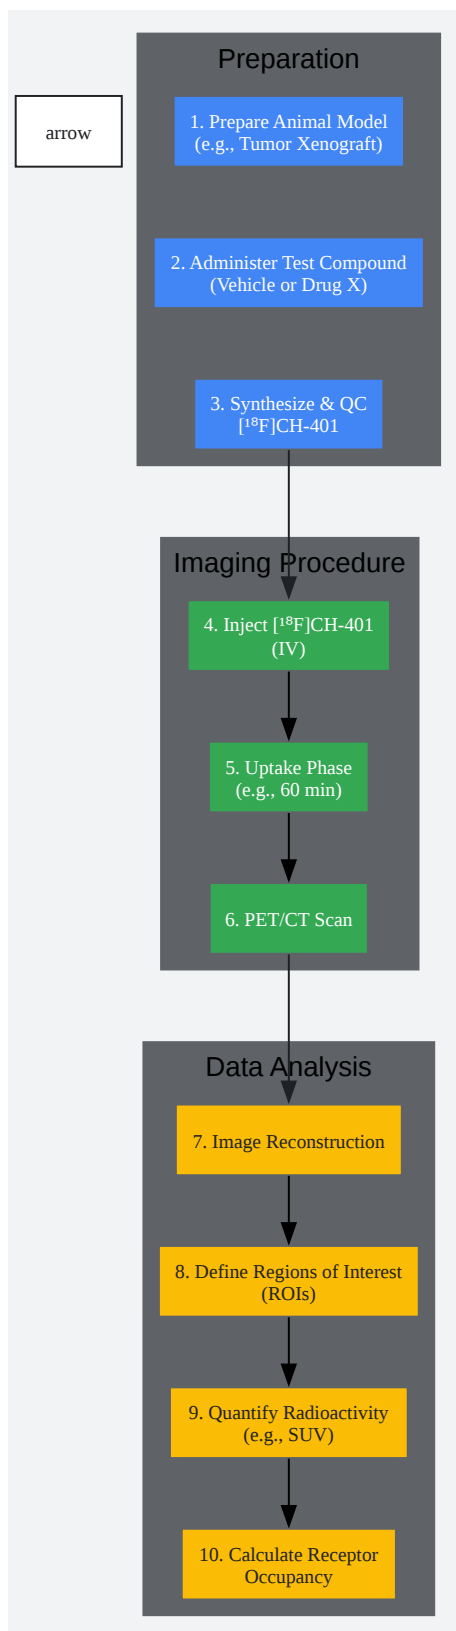 Preparation
arrow
1. Prepare Animal Model
(e.g., Tumor Xenograft)
2. Administer Test Compound
(Vehicle or Drug X)
3. Synthesize & QC
[¹⁸F]CH-401
Imaging Procedure
4. Inject [¹⁸F]CH-401
(IV)
5. Uptake Phase
(e.g., 60 min)
6. PET/CT Scan
Data Analysis
7. Image Reconstruction
8. Define Regions of Interest
(ROIs)
9. Quantify Radioactivity
(e.g., SUV)
10. Calculate Receptor
Occupancy